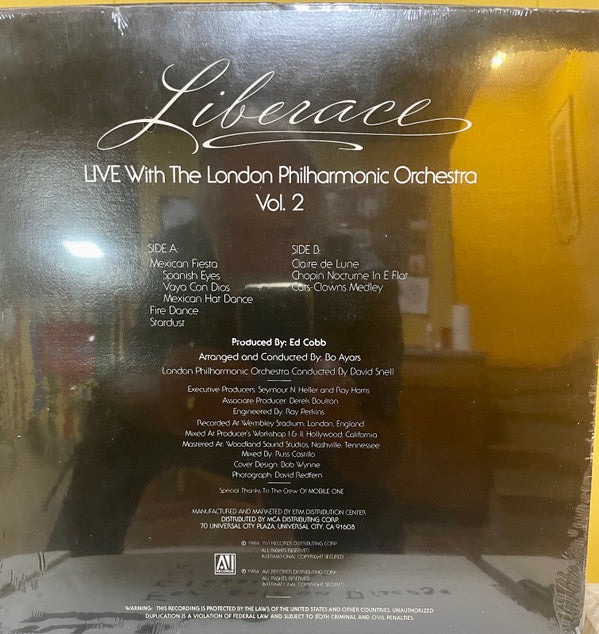 Liberace
LIVE With The London Philharmonic Orchestra
Vol. 2
SIDE A:
Mexican Fiesta
Spanish Eyes
Vaya Con Dios
Mexican Hat Dance
Fire Dance
Stardust
SIDE B:
Claire de Lune
Chopin Nocturne In E Flat
Cats-Clowns Medley
Produced By: Ed Cobb
Arranged and Conducted By: Bo Ayars
London Philharmonic Orchestra Conducted By David Snell
Executive Producers: Seymour N. Heller and Ray Harris
Associate Producer: Derek Boulton
Engineered By: Ray Perkins
Recorded At Wembley Stadium, London, England
Mixed At Producer's Workshop I & II, Hollywood, California
Mastered At: Woodland Sound Studios, Nashville, Tennessee
Mixed By: Russ Castillo
Cover Design: Bob Wynne
Photograph: David Redfern
Special Thanks To The Crew Of MOBILE ONE
MANUFACTURED AND MARKETED BY ERM DISTRIBUTION CENTER
DISTRIBUTED BY MCA DISTRIBUTING CORP.
70 UNIVERSAL CITY PLAZA, UNIVERSAL CITY, CA 91608
AVI
RECORDS
© 1984 AVI RECORDS DISTRIBUTING CORP.
ALL RIGHTS RESERVED
INTERNATIONAL COPYRIGHT SECURED
℗ 1984 AVI RECORDS DISTRIBUTING CORP.
ALL RIGHTS RESERVED.
INTERNATIONAL COPYRIGHT SECURED
WARNING: THIS RECORDING IS PROTECTED BY THE LAWS OF THE UNITED STATES AND OTHER COUNTRIES. UNAUTHORIZED
DUPLICATION IS A VIOLATION OF FEDERAL LAW AND SUBJECT TO BOTH CRIMINAL AND CIVIL PENALTIES.